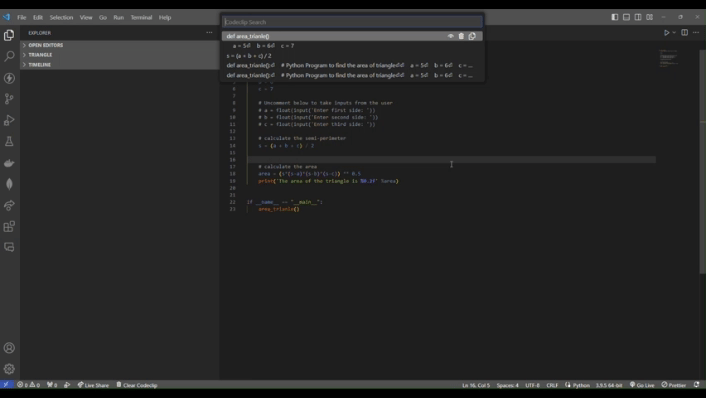 File Edit Selection View Go Run Terminal Help
Codeclip Search
EXPLORER
OPEN EDITORS
TRIANGLE
TIMELINE
def area_trianle()
a = 5⏎ b = 6⏎ c = 7
s = (a + b + c) / 2
def area_trianle():⏎ # Python Program to find the area of triangle⏎⏎ a = 5⏎ b = 6⏎ c = ...
def area_trianle():⏎ # Python Program to find the area of triangle⏎⏎ a = 5⏎ b = 6⏎ c = ...
6 c = 7
7
8 # Uncomment below to take inputs from the user
9 # a = float(input('Enter first side: '))
10 # b = float(input('Enter second side: '))
11 # c = float(input('Enter third side: '))
12
13 # calculate the semi-perimeter
14 s = (a + b + c) / 2
15
16
17 # calculate the area
18 area = (s*(s-a)*(s-b)*(s-c)) ** 0.5
19 print('The area of the triangle is %0.2f' %area)
20
21
22 if __name__ == "__main__":
23 area_trianle()
0 0 0 Live Share Clear Codeclip
Ln 16, Col 5 Spaces: 4 UTF-8 CRLF Python 3.9.5 64-bit Go Live Prettier